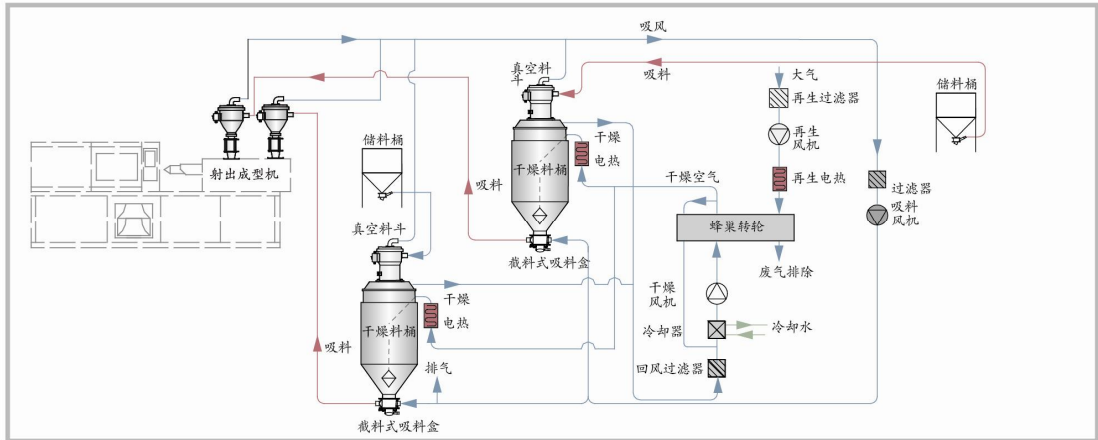 吸风
真空料
斗
吸料
大气
储料桶
再生过滤器
再生
风机
储料桶
干燥
电热
射出成型机
干燥料桶
再生电热
干燥空气
过滤器
吸料
吸料
风机
蜂巢转轮
真空料斗
截料式吸料盒
废气排除
干燥
干燥
风机
电热
冷却器
冷却水
干燥料桶
吸料
排气
回风过滤器
截料式吸料盒